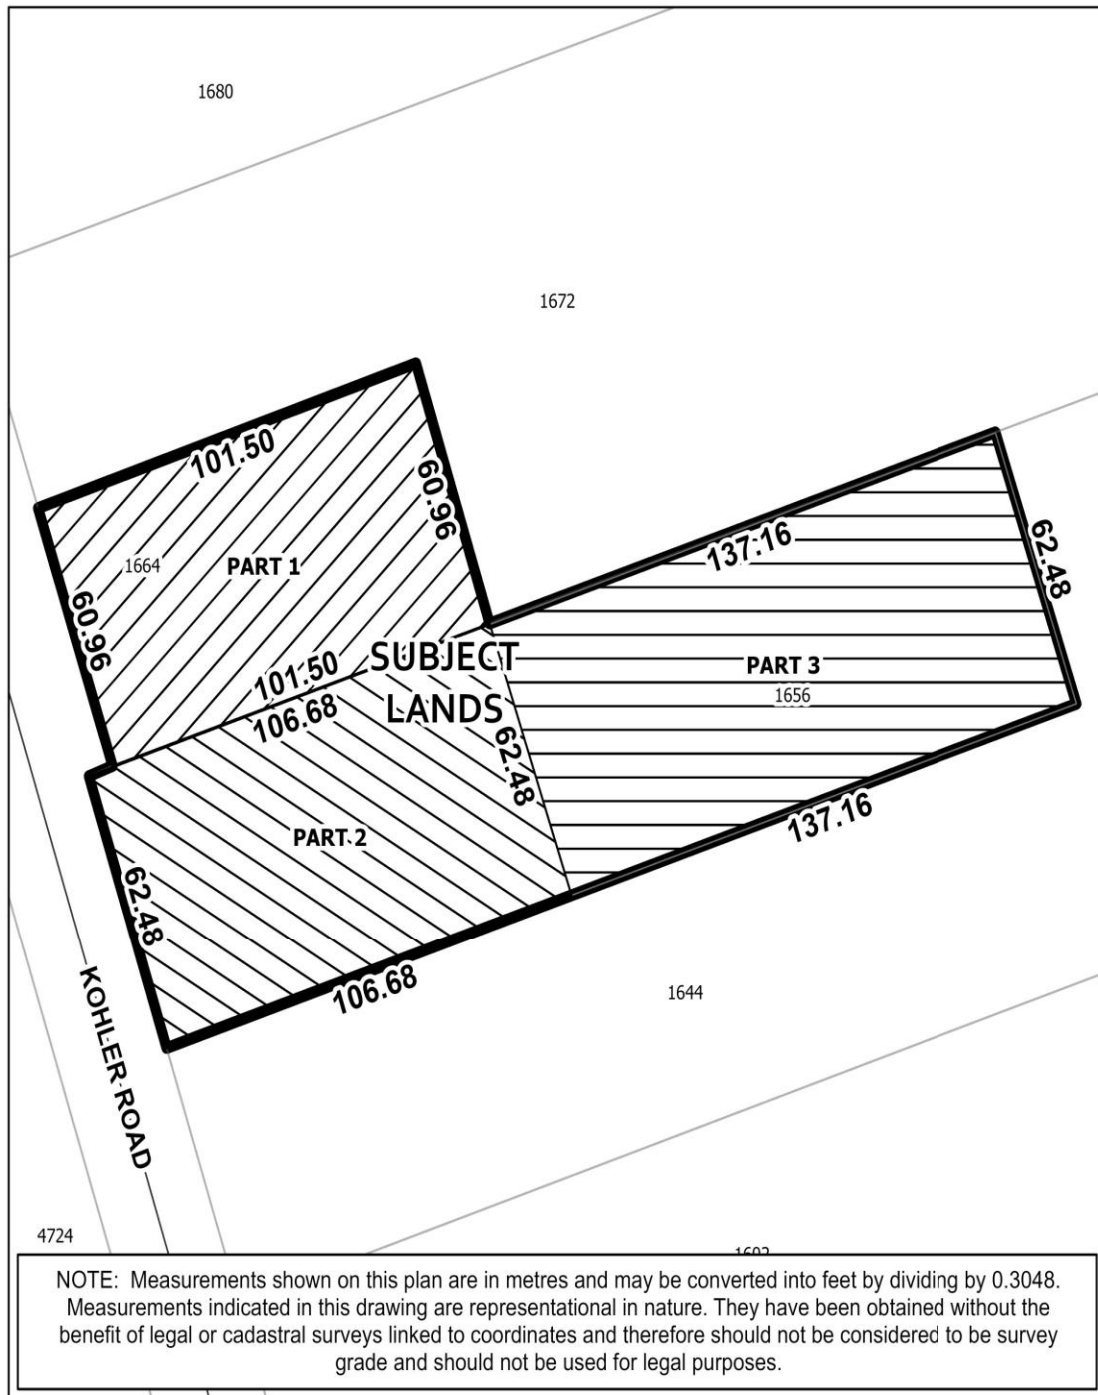 1680
1672
101.50
60.96
137.16
62.48
1664
PART 1
60.96
SUBJECT
LANDS
PART 3
1656
101.50
106.68
62.48
137.16
PART 2
62.48
106.68
KOHLER ROAD
1644
4724
NOTE: Measurements shown on this plan are in metres and may be converted into feet by dividing by 0.3048.
Measurements indicated in this drawing are representational in nature. They have been obtained without the
benefit of legal or cadastral surveys linked to coordinates and therefore should not be considered to be survey
grade and should not be used for legal purposes.